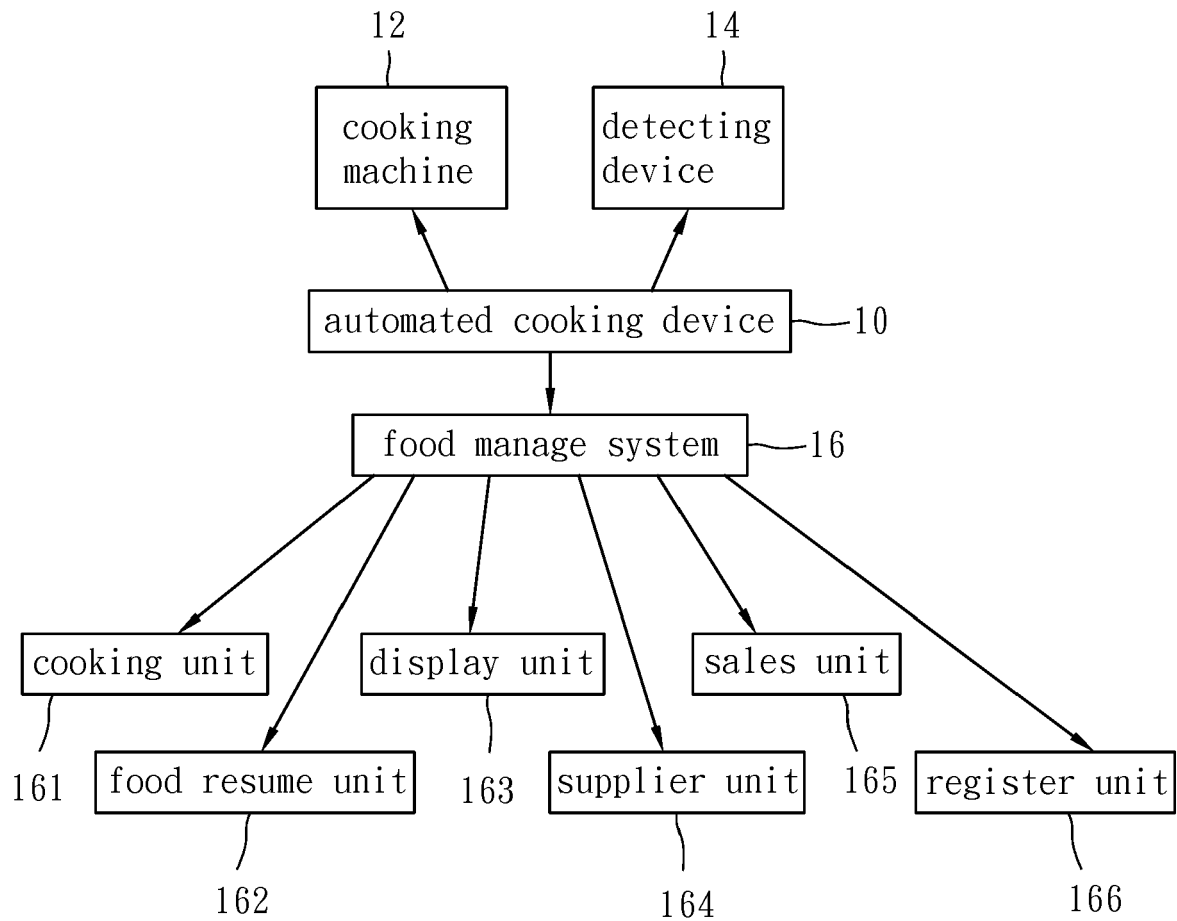 12
14
cooking
machine
detecting
device
automated cooking device
10
food manage system
16
cooking unit
display unit
sales unit
161
food resume unit
163
supplier unit
165
register unit
162
164
166